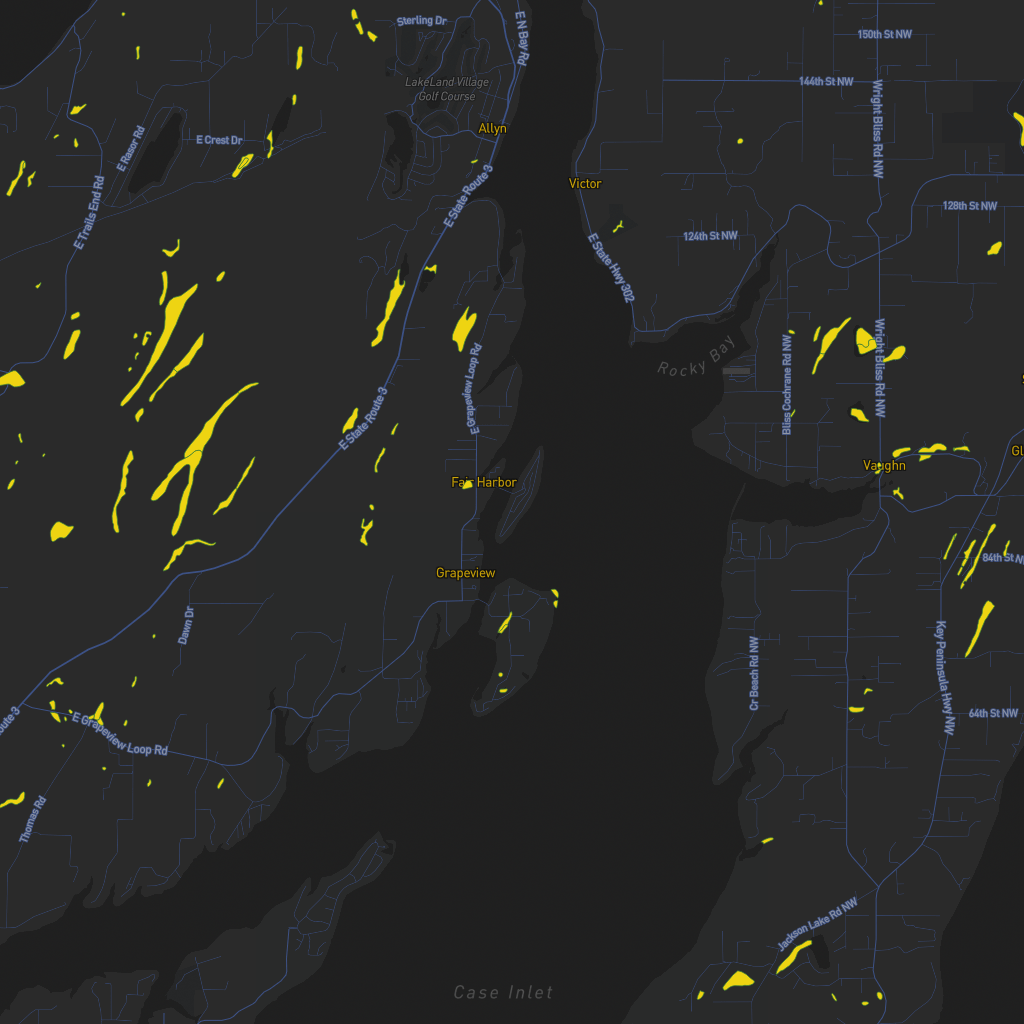 Sterling Dr
E N Bay Rd
150th St NW
LakeLand Village
Golf Course
144th St NW
Wright Bliss Rd NW
Allyn
E Rasor Rd
E Crest Dr
E State Route 3
Victor
E Trails End Rd
128th St NW
124th St NW
E State Hwy 302
Rocky Bay
Bliss Cochrane Rd NW
Wright Bliss Rd NW
E Grapeview Loop Rd
E State Route 3
Vaughn
Fair Harbor
84th St N
Grapeview
Dawn Dr
Cr Beach Rd NW
Key Peninsula Hwy NW
64th St NW
oute 3
E Grapeview Loop Rd
Thomas Rd
Jackson Lake Rd NW
Case Inlet